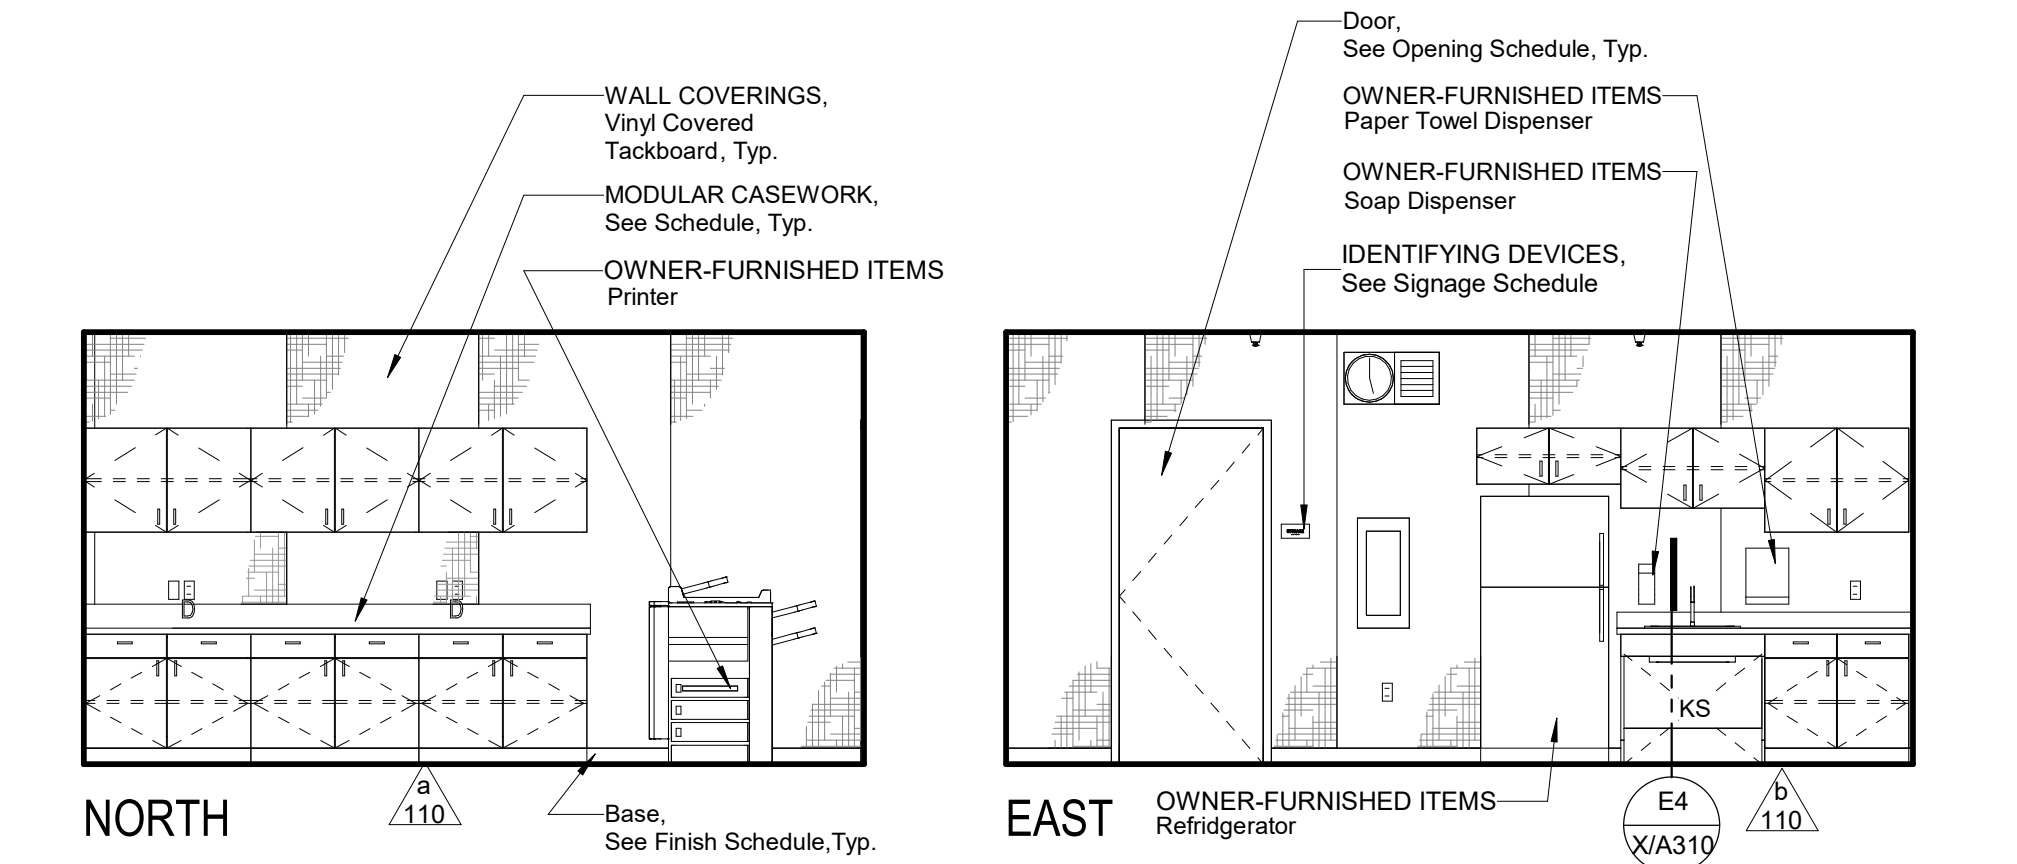 WALL COVERINGS,
Vinyl Covered
Tackboard, Typ.
MODULAR CASEWORK,
See Schedule, Typ.
OWNER-FURNISHED ITEMS
Printer
D
D
a
110
NORTH
Base,
See Finish Schedule,Typ.
Door,
See Opening Schedule, Typ.
OWNER-FURNISHED ITEMS
Paper Towel Dispenser
OWNER-FURNISHED ITEMS
Soap Dispenser
IDENTIFYING DEVICES,
See Signage Schedule
KS
EAST
OWNER-FURNISHED ITEMS
Refridgerator
E4
X/A310
b
110